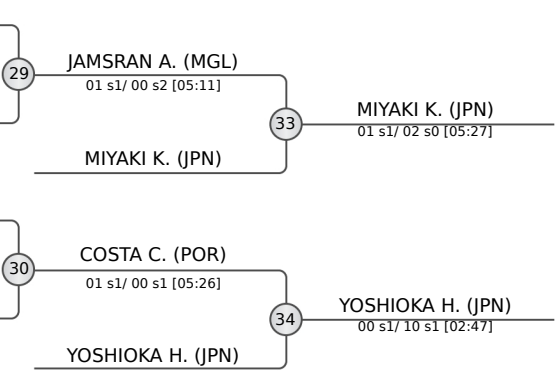 JAMSRAN A. (MGL)
29
01 s1/ 00 s2 [05:11]
MIYAKI K. (JPN)
33
01 s1/ 02 s0 [05:27]
MIYAKI K. (JPN)
COSTA C. (POR)
30
01 s1/ 00 s1 [05:26]
YOSHIOKA H. (JPN)
34
00 s1/ 10 s1 [02:47]
YOSHIOKA H. (JPN)